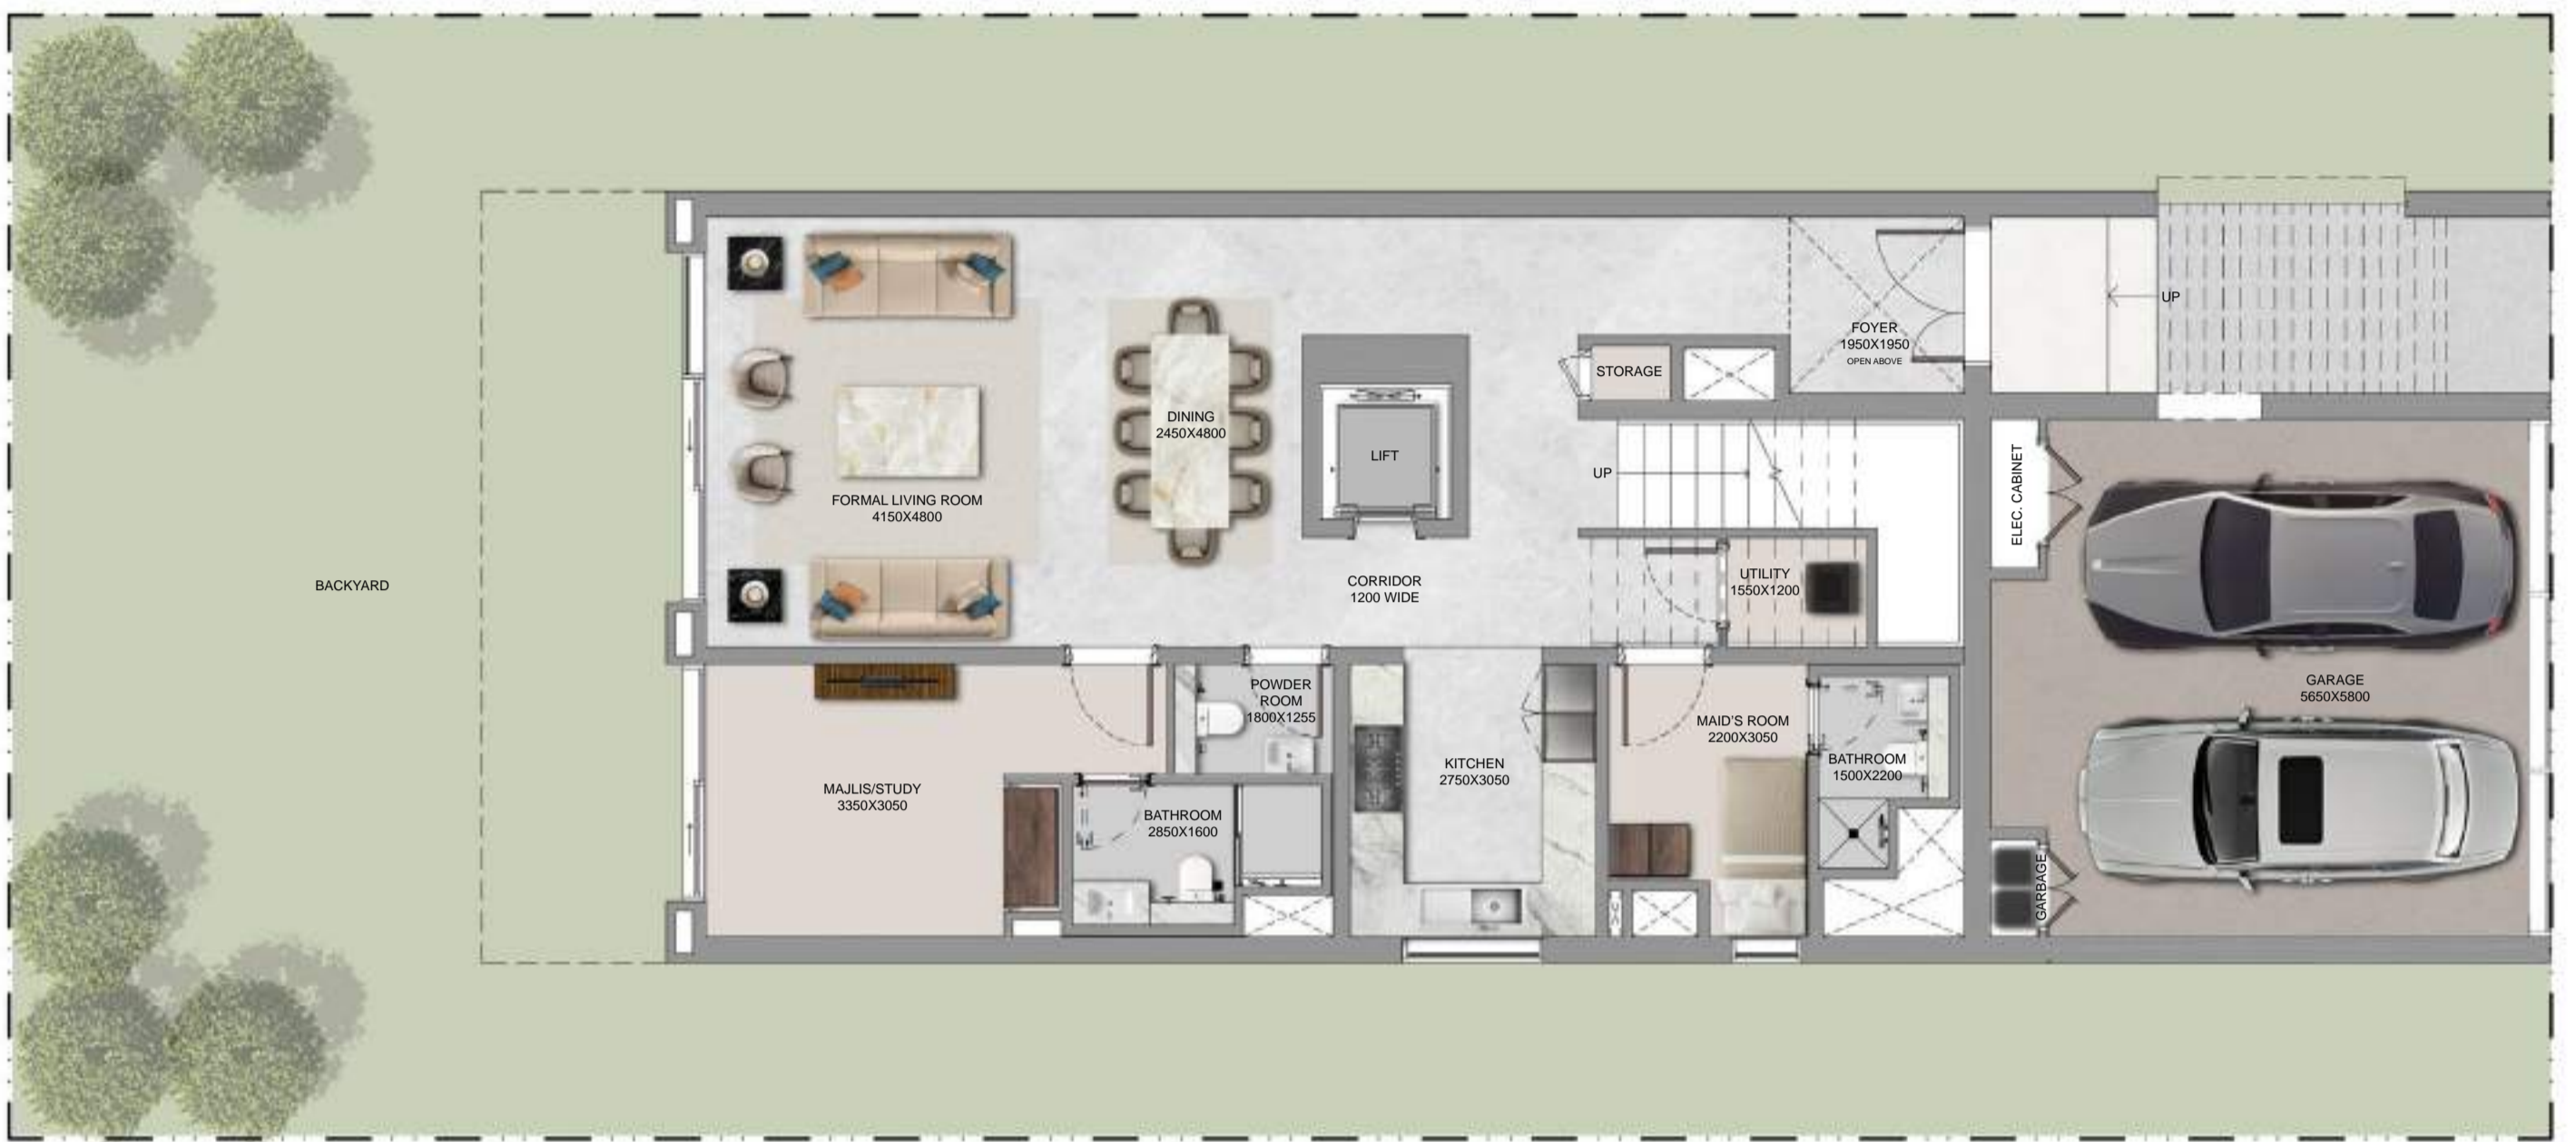 BACKYARD
FORMAL LIVING ROOM
4150X4800
DINING
2450X4800
LIFT
CORRIDOR
1200 WIDE
STORAGE
FOYER
1950X1950
OPEN ABOVE
UP
UP
UTILITY
1550X1200
ELEC. CABINET
GARAGE
5650X5800
GARBAGE
MAJLIS/STUDY
3350X3050
POWDER
ROOM
1800X1255
BATHROOM
2850X1600
KITCHEN
2750X3050
MAID'S ROOM
2200X3050
BATHROOM
1500X2200